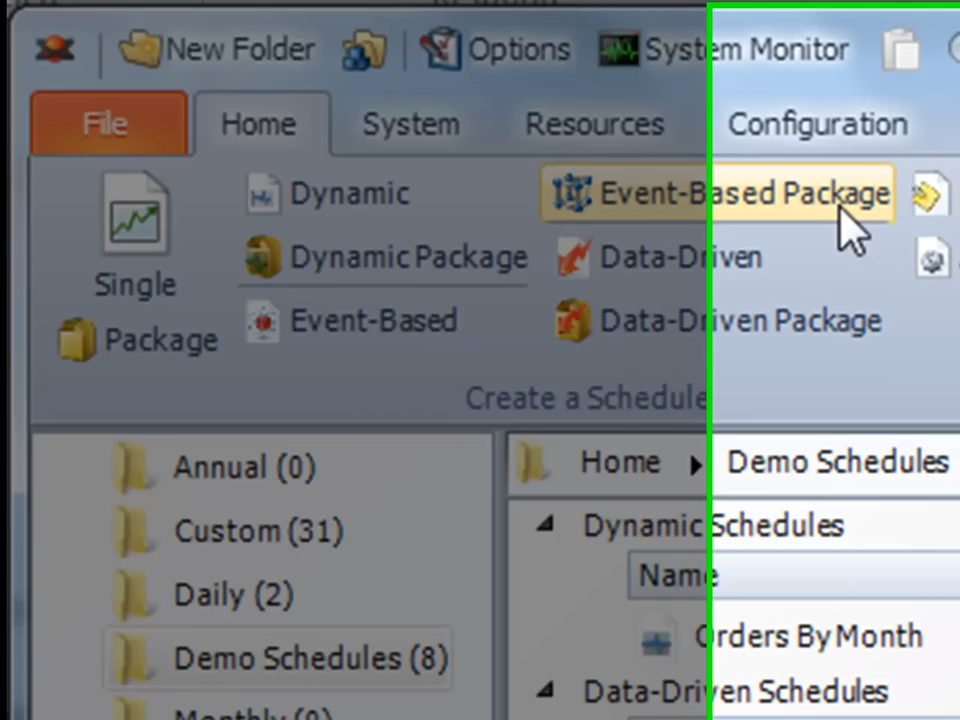 New Folder Options System Monitor
File Home System Resources Configuration
Single
Package
Dynamic
Dynamic Package
Event-Based
Event-Based Package
Data-Driven
Data-Driven Package
Create a Schedule
Annual (0)
Custom (31)
Daily (2)
Demo Schedules (8)
Monthly (0)
Home Demo Schedules
Dynamic Schedules
Name
Orders By Month
Data-Driven Schedules